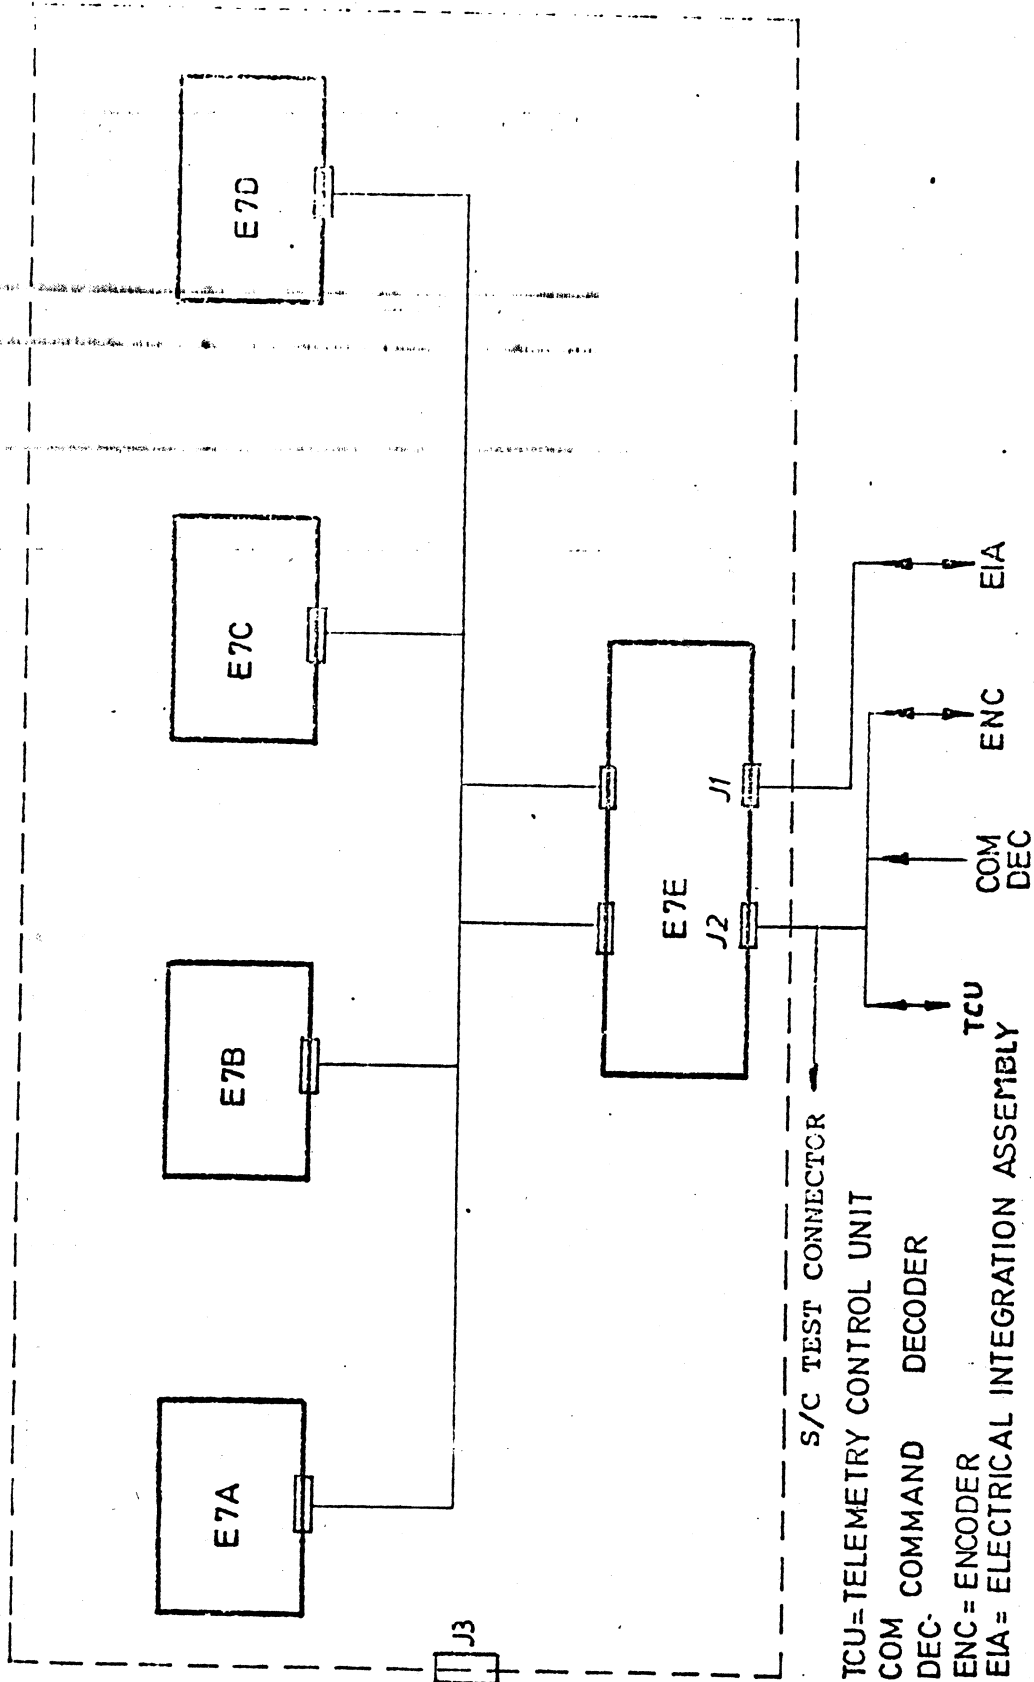 E7A
E7B
E7C
E7D
J3
E7E
J2
J1
S/C TEST CONNECTOR
TCU
COM
DEC
ENC
EIA
TCU=TELEMETRY CONTROL UNIT
COM COMMAND DECODER
DEC-
ENC= ENCODER
EIA= ELECTRICAL INTEGRATION ASSEMBLY